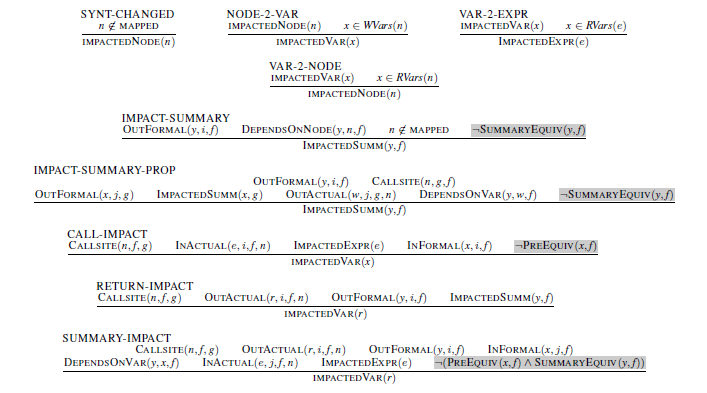 SYNT-CHANGED NODE-2-VAR VAR-2-EXPR
n ∉ MAPPED IMPACTEDNODE(n) x ∈ WVars(n) IMPACTEDVAR(x) x ∈ RVars(e)
IMPACTEDNODE(n) IMPACTEDVAR(x) IMPACTEDEXPR(e)
VAR-2-NODE
IMPACTEDVAR(x) x ∈ RVars(n)
IMPACTEDNODE(n)
IMPACT-SUMMARY
OUTFORMAL(y,i,f) DEPENDSONNODE(y,n,f) n ∉ MAPPED ¬SUMMARYEQUIV(y,f)
IMPACTEDSUMM(y,f)
IMPACT-SUMMARY-PROP
OUTFORMAL(y,i,f) CALLSITE(n,g,f)
OUTFORMAL(x,j,g) IMPACTEDSUMM(x,g) OUTACTUAL(w,j,g,n) DEPENDSONVAR(y,w,f) ¬SUMMARYEQUIV(y,f)
IMPACTEDSUMM(y,f)
CALL-IMPACT
CALLSITE(n,f,g) INACTUAL(e,i,f,n) IMPACTEDEXPR(e) INFORMAL(x,i,f) ¬PREEQUIV(x,f)
IMPACTEDVAR(x)
RETURN-IMPACT
CALLSITE(n,f,g) OUTACTUAL(r,i,f,n) OUTFORMAL(y,i,f) IMPACTEDSUMM(y,f)
IMPACTEDVAR(r)
SUMMARY-IMPACT
CALLSITE(n,f,g) OUTACTUAL(r,i,f,n) OUTFORMAL(y,i,f) INFORMAL(x,j,f)
DEPENDSONVAR(y,x,f) INACTUAL(e,j,f,n) IMPACTEDEXPR(e) ¬(PREEQUIV(x,f) ∧ SUMMARYEQUIV(y,f))
IMPACTEDVAR(r)